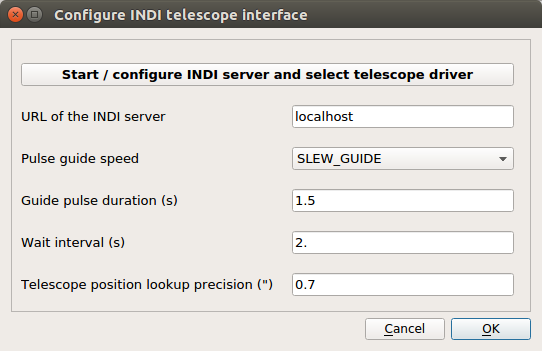 Configure INDI telescope interface
Start / configure INDI server and select telescope driver
URL of the INDI server localhost
Pulse guide speed SLEW_GUIDE
Guide pulse duration (s) 1.5
Wait interval (s) 2.
Telescope position lookup precision (") 0.7
Cancel OK